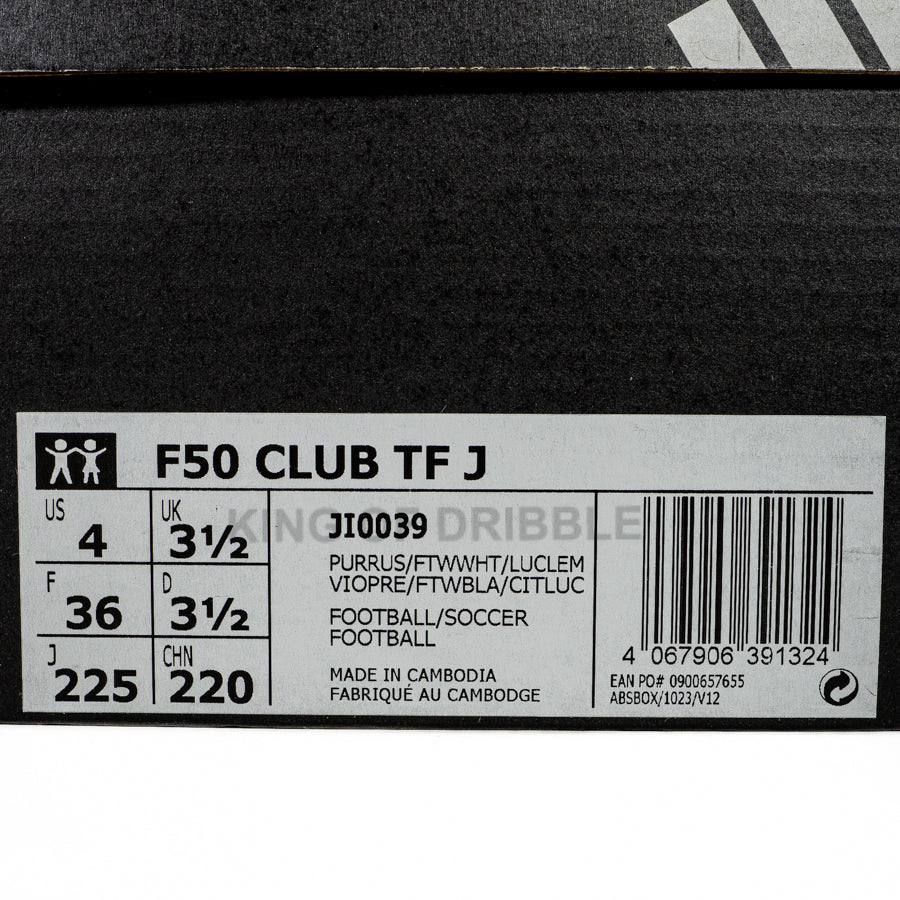 F50 CLUB TF J
US 4
UK 3½
F 36
D 3½
J 225
CHN 220
KING OF DRIBBLE
JI0039
PURRUS/FTWWHT/LUCLEM
VIOPRE/FTWBLA/CITLUC
FOOTBALL/SOCCER
FOOTBALL
MADE IN CAMBODIA
FABRIQUÉ AU CAMBODGE
4 067906 391324
EAN PO# 0900657655
ABSBOX/1023/V12